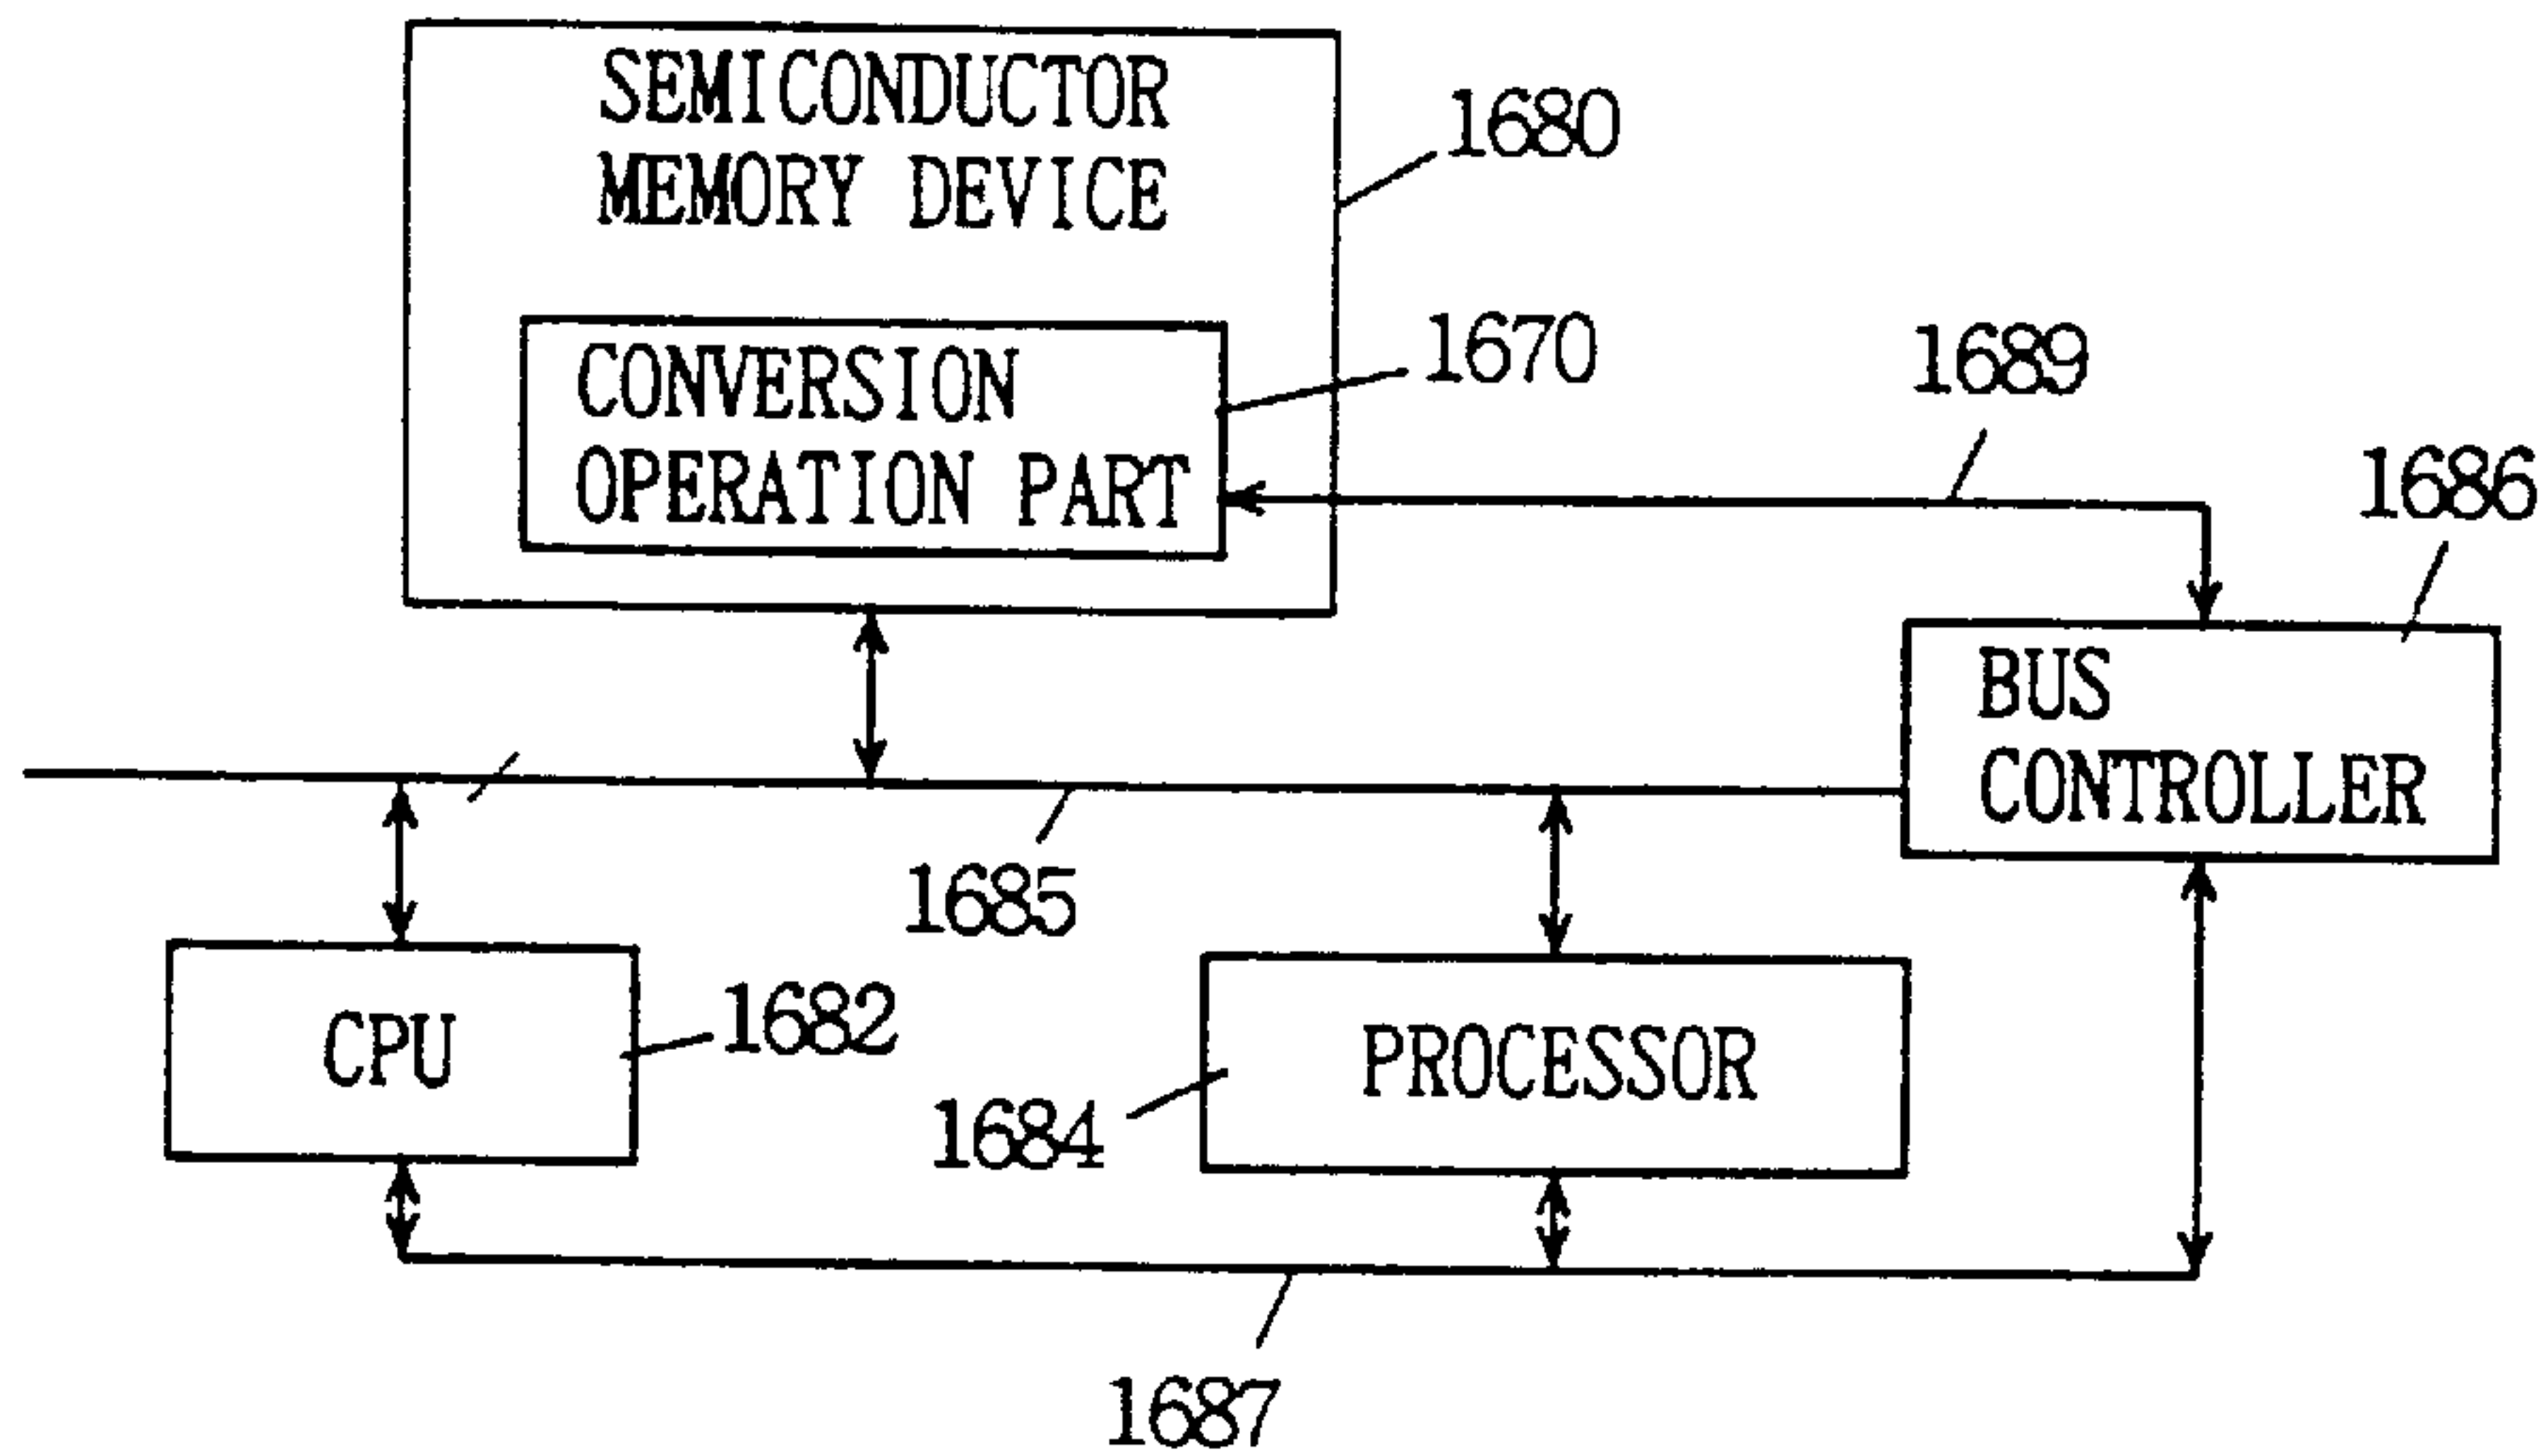 SEMICONDUCTOR
MEMORY DEVICE
1680
CONVERSION
OPERATION PART
1670
1689
1686
BUS
CONTROLLER
1685
CPU
1682
PROCESSOR
1684
1687